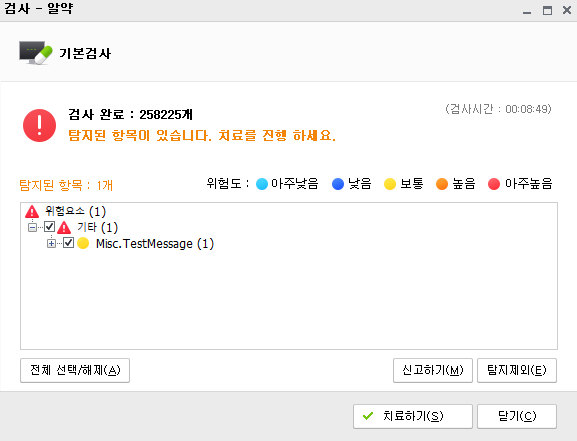 검사 - 알약
기본검사
검사 완료 : 258225개
(검사시간 : 00:08:49)
탐지된 항목이 있습니다. 치료를 진행 하세요.
탐지된 항목 : 1개
위험도 : 아주낮음 낮음 보통 높음 아주높음
위험요소 (1)
기타 (1)
Misc.TestMessage (1)
전체 선택/해제(A)
신고하기(M)
탐지제외(E)
치료하기(S)
닫기(C)